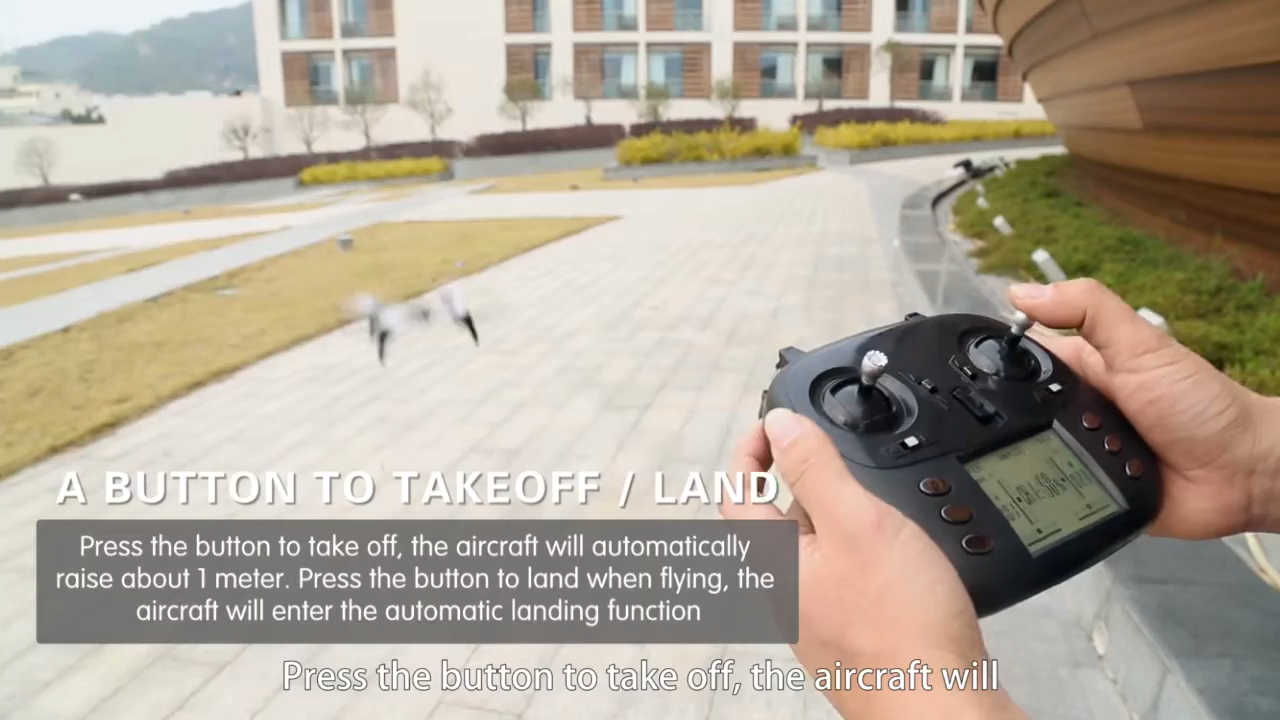 A BUTTON TO TAKEOFF / LAND
Press the button to take off, the aircraft will automatically
raise about 1 meter. Press the button to land when flying, the
aircraft will enter the automatic landing function
Press the button to take off, the aircraft will